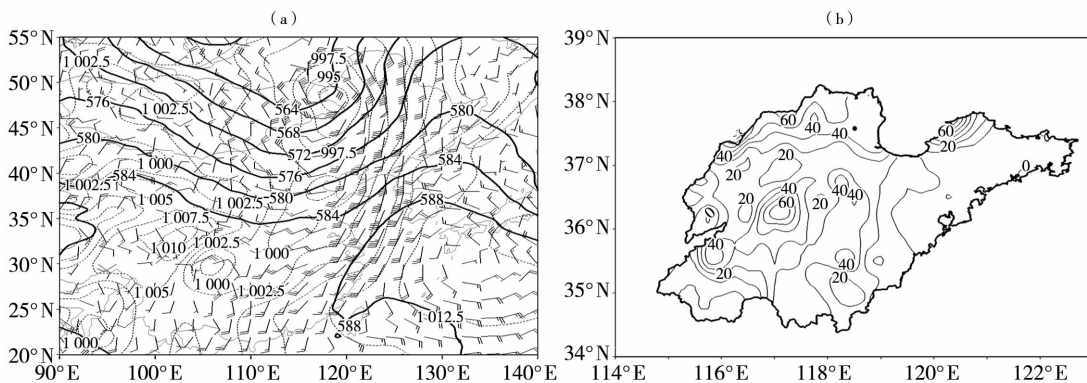 (a)
55° N
50° N
45° N
40° N
35° N
30° N
25° N
20° N
90° E
100° E
110° E
120° E
130° E
140° E
997.5
995
1 002.5
576
1 002.5
564
568
580
580
572
997.5
1 000
576
584
1 002.5
584
580
1 005
1 002.5
584
588
1 007.5
1 010
1 002.5
1 000
1 005
1 000
1 002.5
1 012.5
588
1 000
(b)
39° N
38° N
37° N
36° N
35° N
34° N
114° E
116° E
118° E
120° E
122° E
60
40
40
60
20
40
20
20
0
20
40
40
40
20
60
20
40
20
40
20